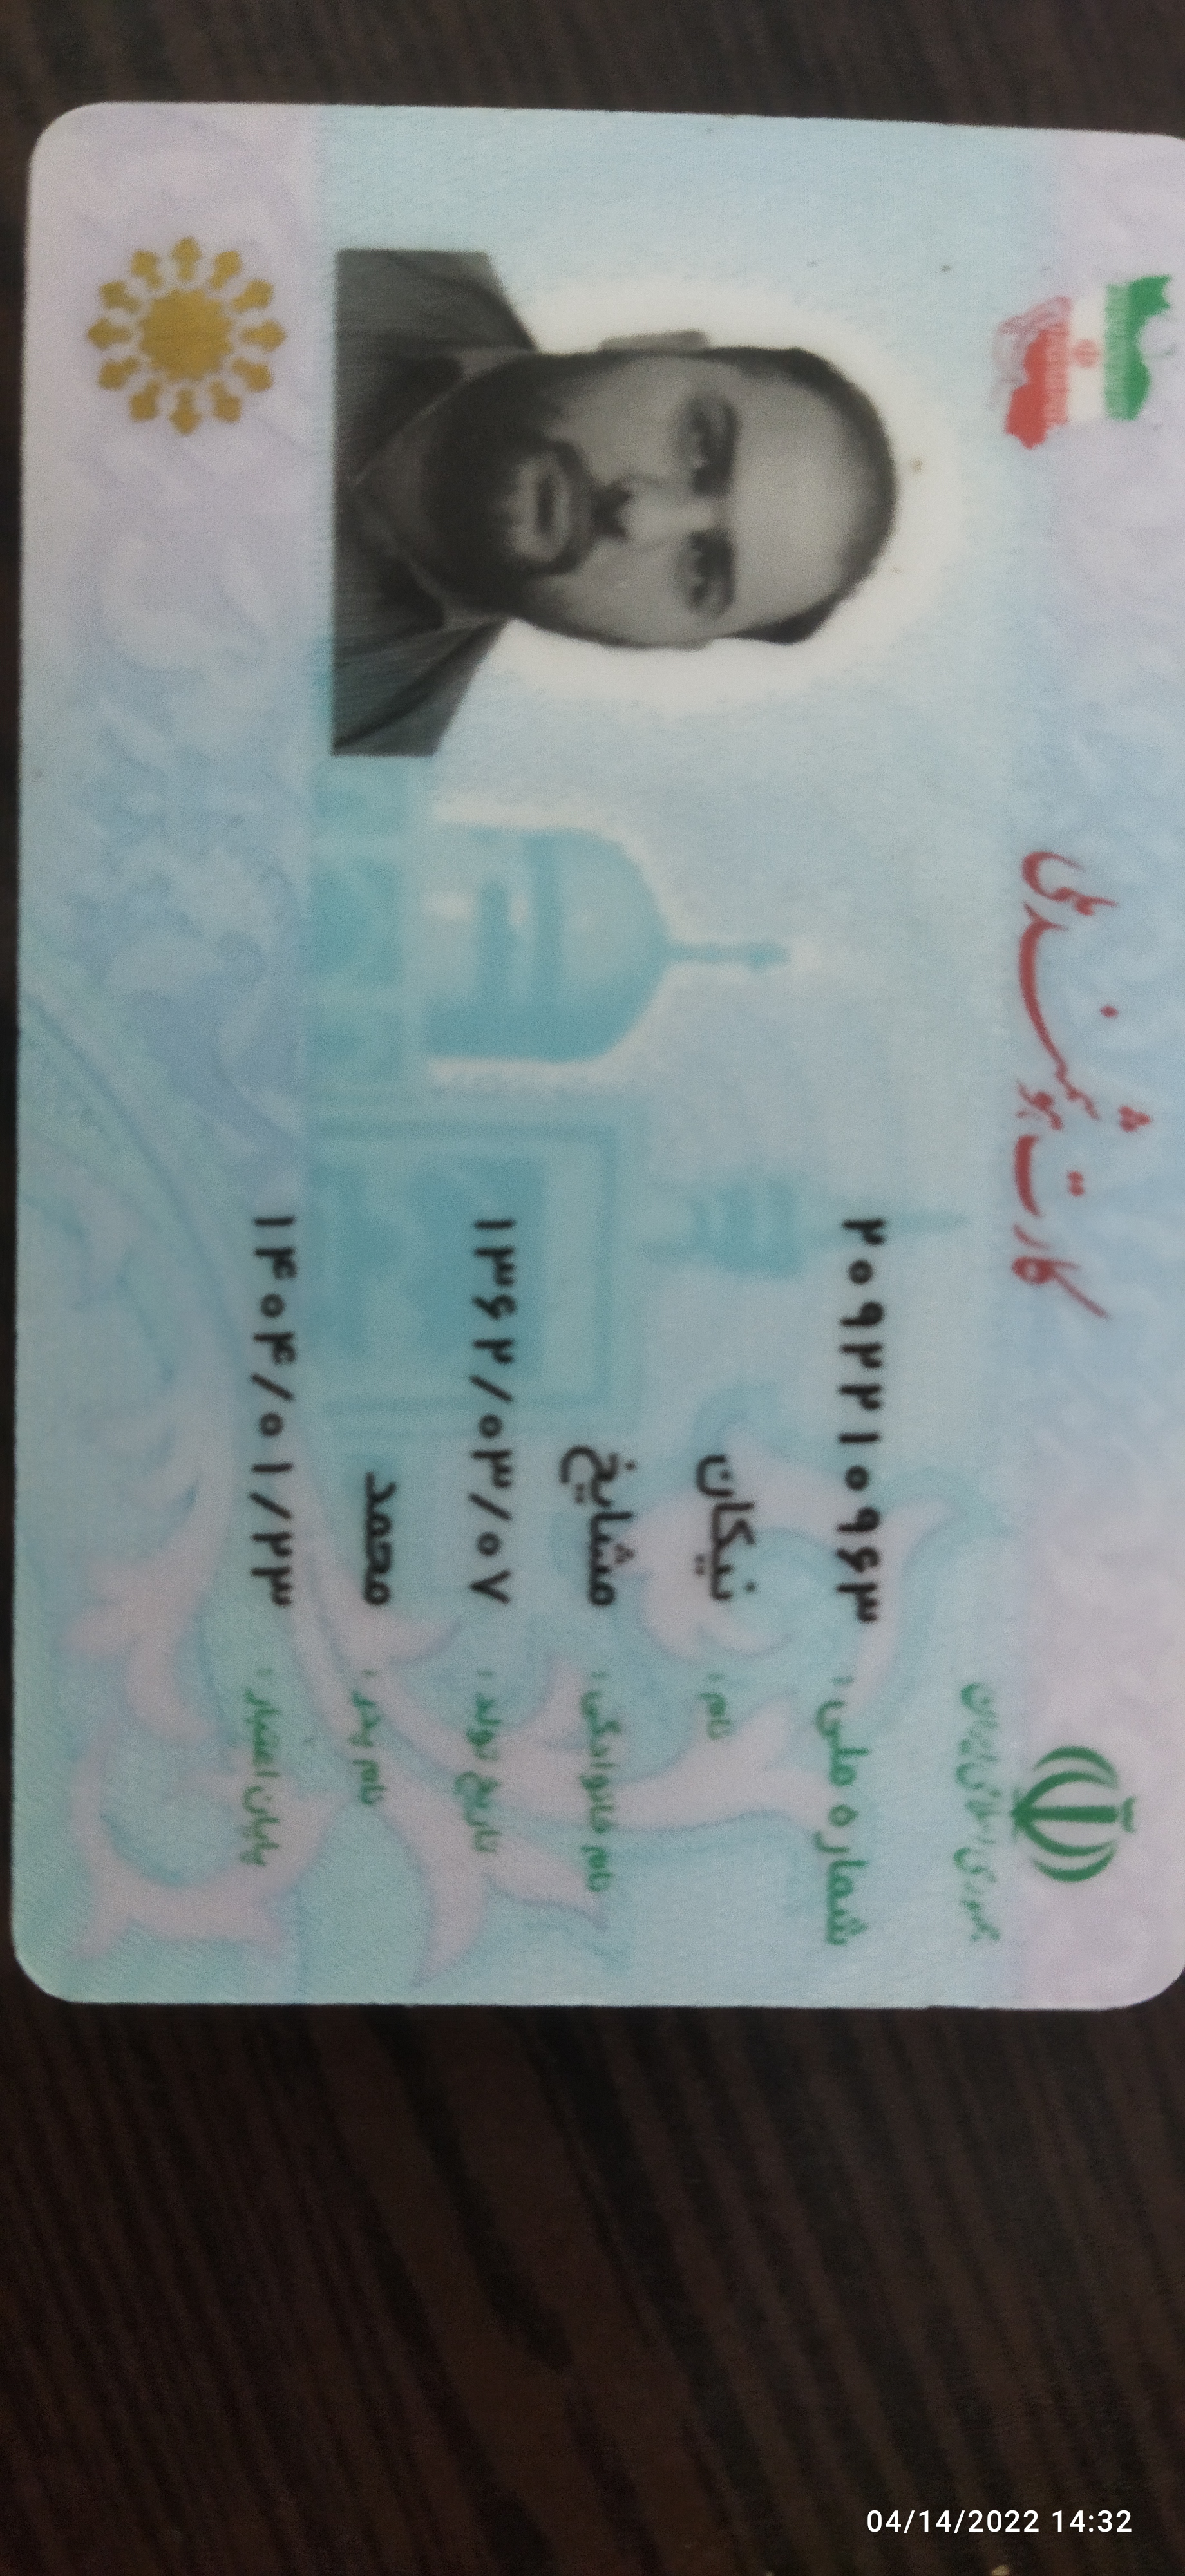 کارت هوشمند ملی
جمهوری اسلامی ایران
شماره ملی : ۲۰۹۲۲۱۰۹۶۳
نام : نیکان
نام خانوادگی : مشایخ
تاریخ تولد : ۱۳۶۲/۰۳/۰۷
نام پدر : محمد
پایان اعتبار : ۱۴۰۴/۰۱/۲۳
04/14/2022 14:32